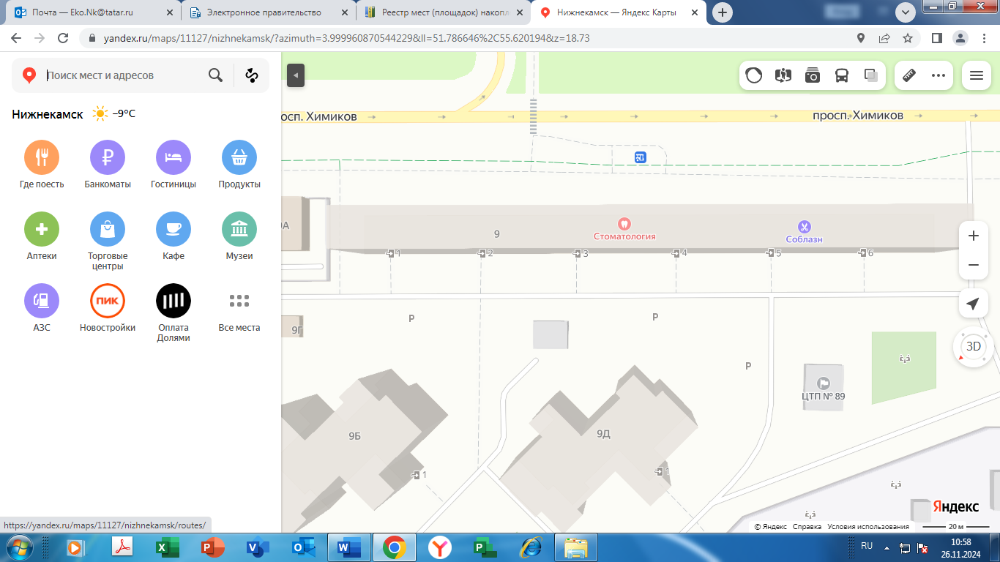 Почта — Eko.Nk@tatar.ru
Электронное правительство
Реестр мест (площадок) накопл
Нижнекамск — Яндекс Карты
yandex.ru/maps/11127/nizhnekamsk/?azimuth=3.999960870544229&ll=51.786646%2C55.620194&z=18.73
Поиск мест и адресов
Нижнекамск
–9°C
Где поесть
Банкоматы
Гостиницы
Продукты
Аптеки
Торговые
центры
Кафе
Музеи
ПИК
АЗС
Новостройки
Оплата
Долями
Все места
осп. Химиков
просп. Химиков
9
Стоматология
Соблазн
1
2
3
4
5
6
P
P
9Г
3D
P
ЦТП № 89
9Б
9Д
1
1
Яндекс
© Яндекс Справка Условия использования
20 м
https://yandex.ru/maps/11127/nizhnekamsk/routes/
RU
10:58
26.11.2024